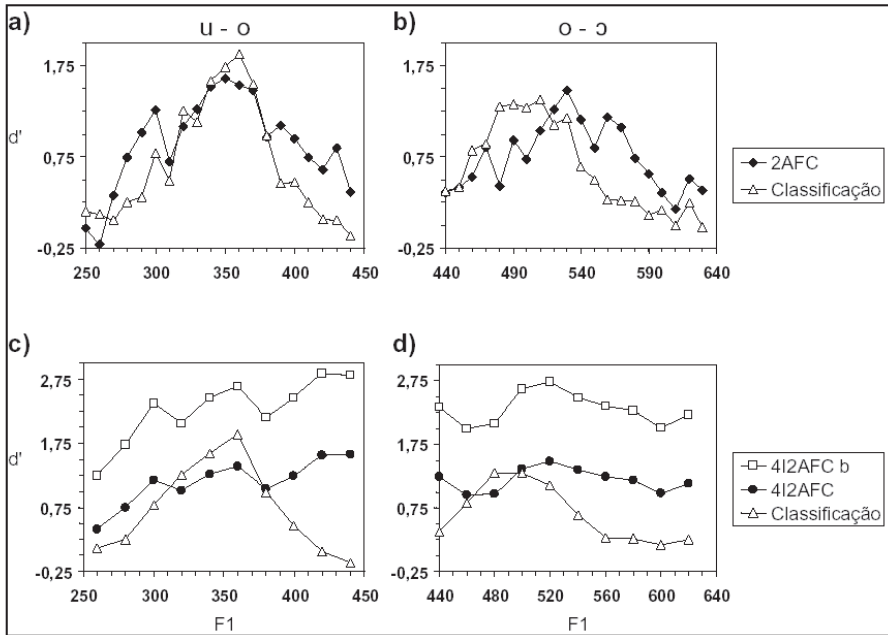 a) u - o b) o - ɔ
1,75 1,75
d' 0,75 0,75
-0,25 -0,25
250 300 350 400 450 440 490 540 590 640
2AFC
Classificação
c) d)
2,75 2,75
d' 1,75 1,75
0,75 0,75
-0,25 -0,25
250 300 350 400 450 440 480 520 560 600 640
F1 F1
4I2AFC b
4I2AFC
Classificação